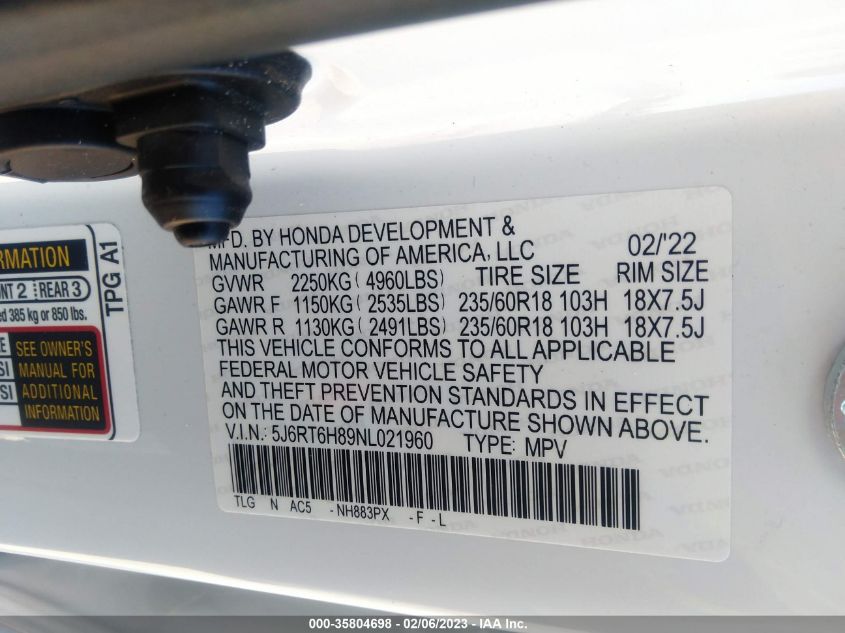 MFD. BY HONDA DEVELOPMENT &
MANUFACTURING OF AMERICA, LLC 02/'22
GVWR 2250KG ( 4960LBS) TIRE SIZE RIM SIZE
GAWR F 1150KG ( 2535LBS) 235/60R18 103H 18X7.5J
GAWR R 1130KG ( 2491LBS) 235/60R18 103H 18X7.5J
THIS VEHICLE CONFORMS TO ALL APPLICABLE
FEDERAL MOTOR VEHICLE SAFETY
AND THEFT PREVENTION STANDARDS IN EFFECT
ON THE DATE OF MANUFACTURE SHOWN ABOVE.
V.I.N.: 5J6RT6H89NL021960 TYPE: MPV
TLG N AC5 -NH883PX -F -L
TPG A1
2 REAR 3
385 kg or 850 lbs.
SEE OWNER'S
MANUAL FOR
ADDITIONAL
INFORMATION
000-35804698 - 02/06/2023 - IAA Inc.